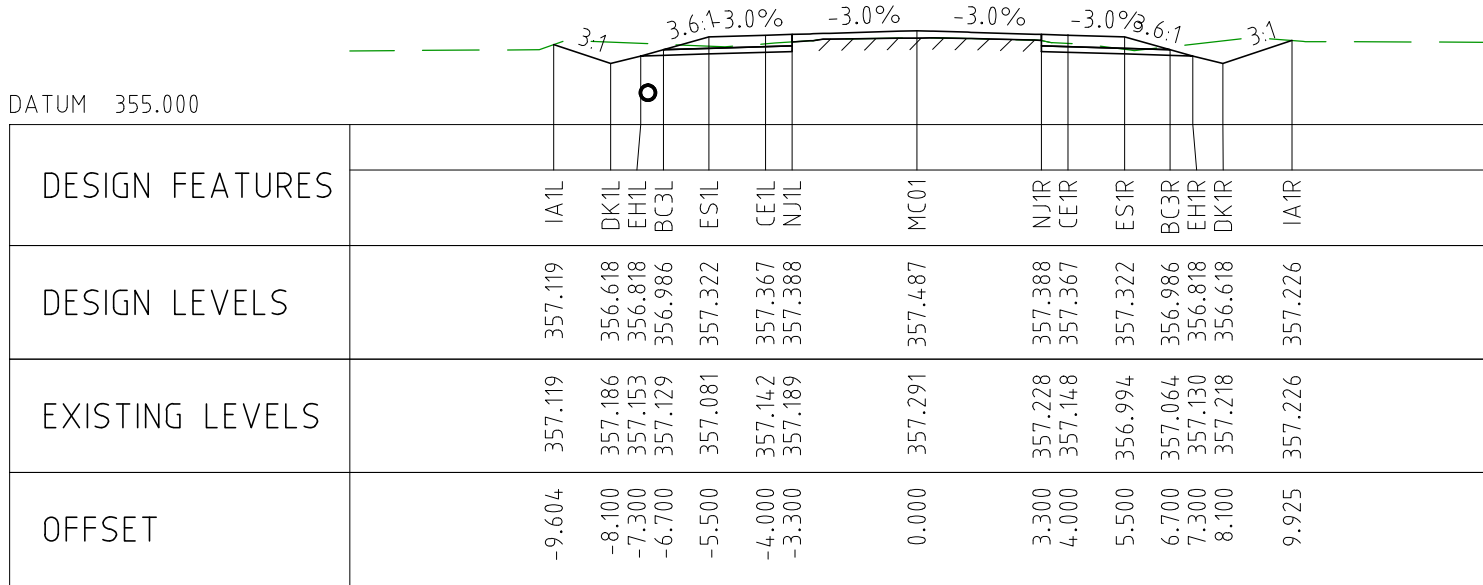 3:1 3.6:1 -3.0% -3.0% -3.0% -3.0% 3.6:1 3:1
DATUM 355.000
DESIGN FEATURES IA1L DK1L EH1L BC3L ES1L CE1L NJ1L MC01 NJ1R CE1R ES1R BC3R EH1R DK1R IA1R
DESIGN LEVELS 357.119 356.618 356.818 356.986 357.322 357.367 357.388 357.487 357.388 357.367 357.322 356.986 356.818 356.618 357.226
EXISTING LEVELS 357.119 357.186 357.153 357.129 357.081 357.142 357.189 357.291 357.228 357.148 356.994 357.064 357.130 357.218 357.226
OFFSET -9.604 -8.100 -7.300 -6.700 -5.500 -4.000 -3.300 0.000 3.300 4.000 5.500 6.700 7.300 8.100 9.925